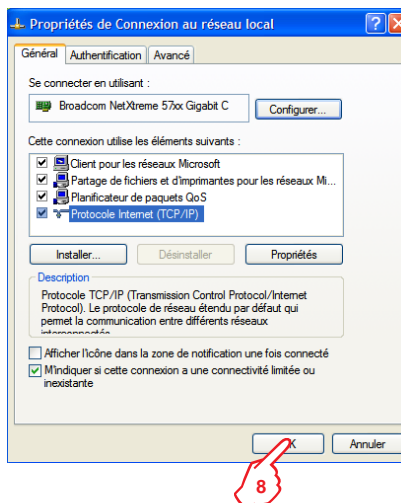 Propriétés de Connexion au réseau local
Général Authentification Avancé
Se connecter en utilisant :
Broadcom NetXtreme 57xx Gigabit C
Configurer...
Cette connexion utilise les éléments suivants :
Client pour les réseaux Microsoft
Partage de fichiers et d'imprimantes pour les réseaux Mi...
Planificateur de paquets QoS
Protocole Internet (TCP/IP)
Installer... Désinstaller Propriétés
Description
Protocole TCP/IP (Transmission Control Protocol/Internet
Protocol). Le protocole de réseau étendu par défaut qui
permet la communication entre différents réseaux
Afficher l'icône dans la zone de notification une fois connecté
M'indiquer si cette connexion a une connectivité limitée ou
inexistante
Annuler
8